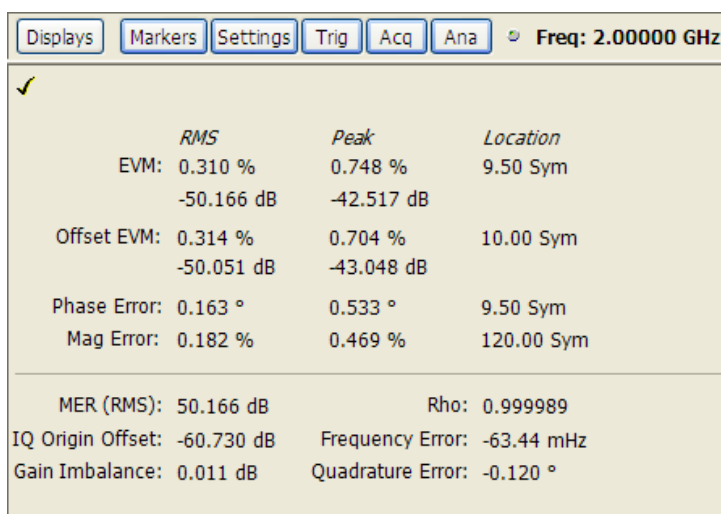 Displays Markers Settings Trig Acq Ana Freq: 2.00000 GHz
RMS Peak Location
EVM: 0.310 % 0.748 % 9.50 Sym
-50.166 dB -42.517 dB
Offset EVM: 0.314 % 0.704 % 10.00 Sym
-50.051 dB -43.048 dB
Phase Error: 0.163 ° 0.533 ° 9.50 Sym
Mag Error: 0.182 % 0.469 % 120.00 Sym
MER (RMS): 50.166 dB Rho: 0.999989
IQ Origin Offset: -60.730 dB Frequency Error: -63.44 mHz
Gain Imbalance: 0.011 dB Quadrature Error: -0.120 °